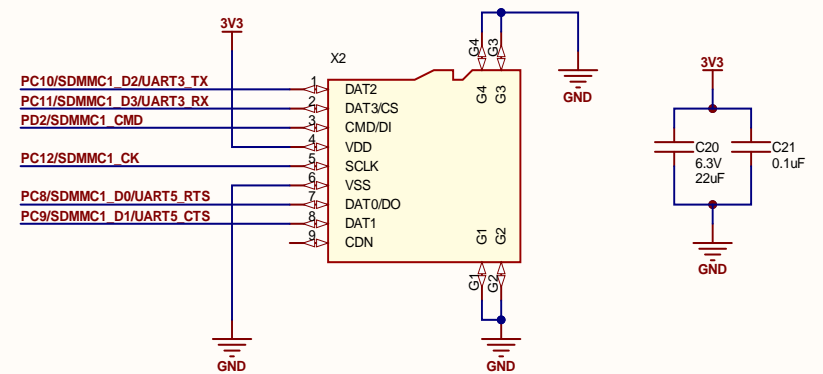 3V3
X2
G4
G3
GND
PC10/SDMMC1_D2/UART3_TX
1
DAT2
G4
G3
PC11/SDMMC1_D3/UART3_RX
2
DAT3/CS
PD2/SDMMC1_CMD
3
CMD/DI
4
VDD
PC12/SDMMC1_CK
5
SCLK
6
VSS
PC8/SDMMC1_D0/UART5_RTS
7
DAT0/DO
PC9/SDMMC1_D1/UART5_CTS
8
DAT1
9
CDN
G1
G2
G1
G2
GND
GND
3V3
C20
6.3V
22uF
C21
0.1uF
GND